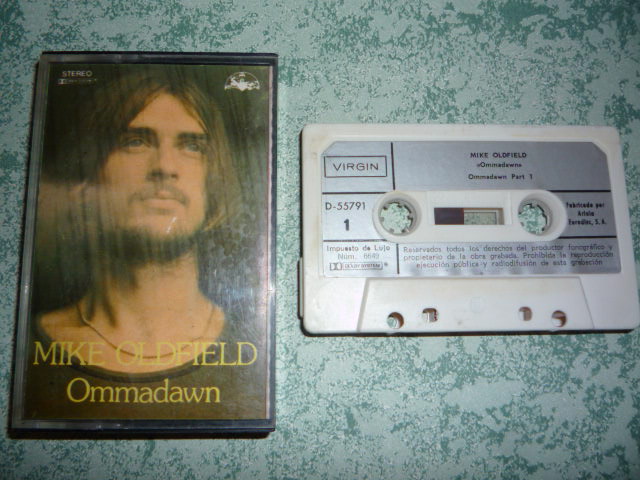 STEREO
MIKE OLDFIELD
Ommadawn
MIKE OLDFIELD
«Ommadawn»
Ommadawn Part 1
VIRGIN
D-55791
1
Fabricado por
Ariola
Eurodisc, S.A.
Impuesto de Lujo
Núm. 6649
DOLBY SYSTEM
Reservados todos los derechos del productor fonográfico y
propietario de la obra grabada. Prohibida la reproducción
ejecución pública y radiodifusión de esta grabación